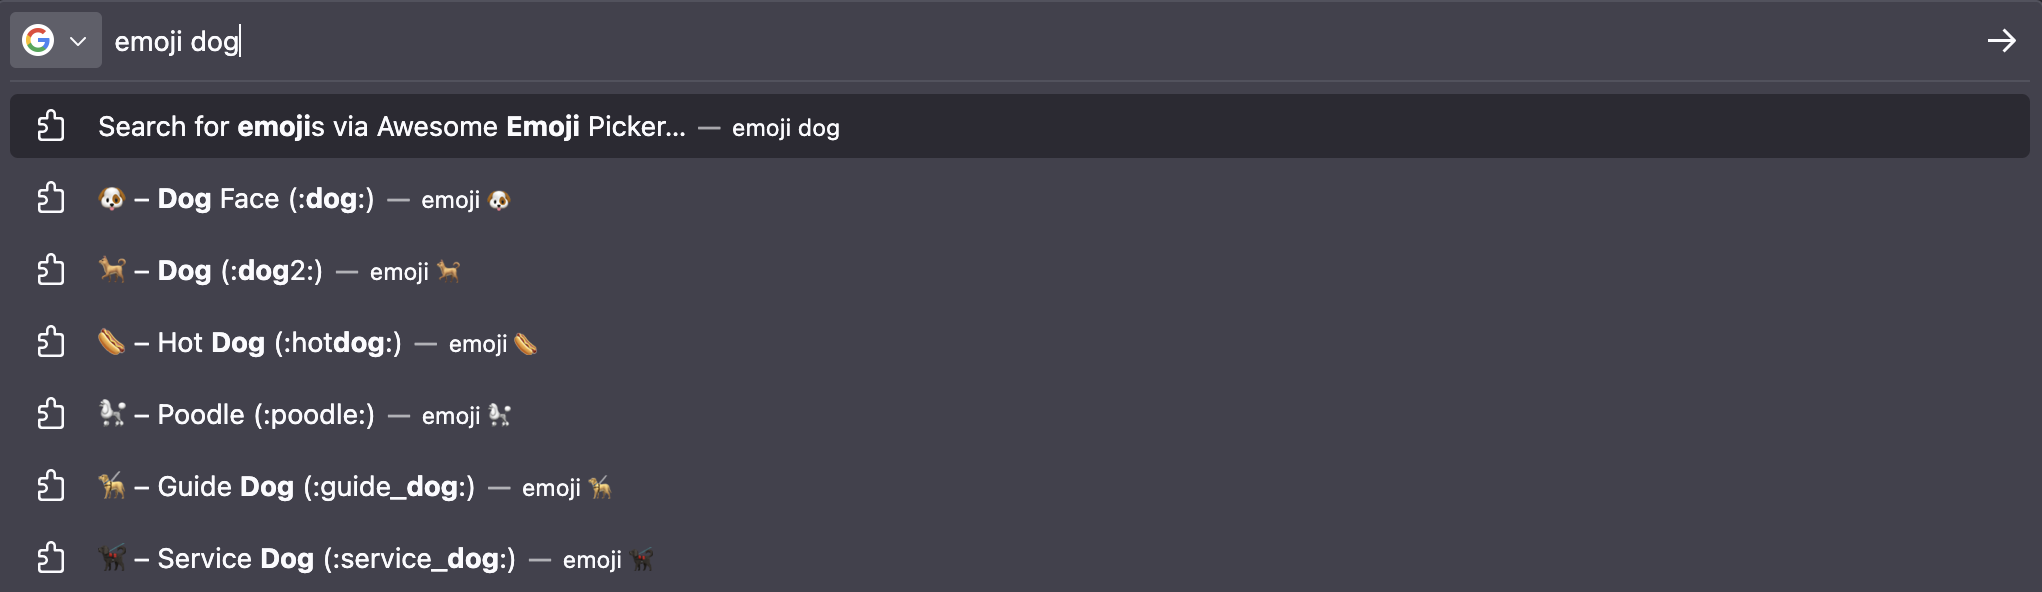 emoji dog
Search for emojis via Awesome Emoji Picker... — emoji dog
🐶 – Dog Face (:dog:) — emoji 🐶
🐕 – Dog (:dog2:) — emoji 🐕
🌭 – Hot Dog (:hotdog:) — emoji 🌭
🐩 – Poodle (:poodle:) — emoji 🐩
🦮 – Guide Dog (:guide_dog:) — emoji 🦮
🐕‍🦺 – Service Dog (:service_dog:) — emoji 🐕‍🦺